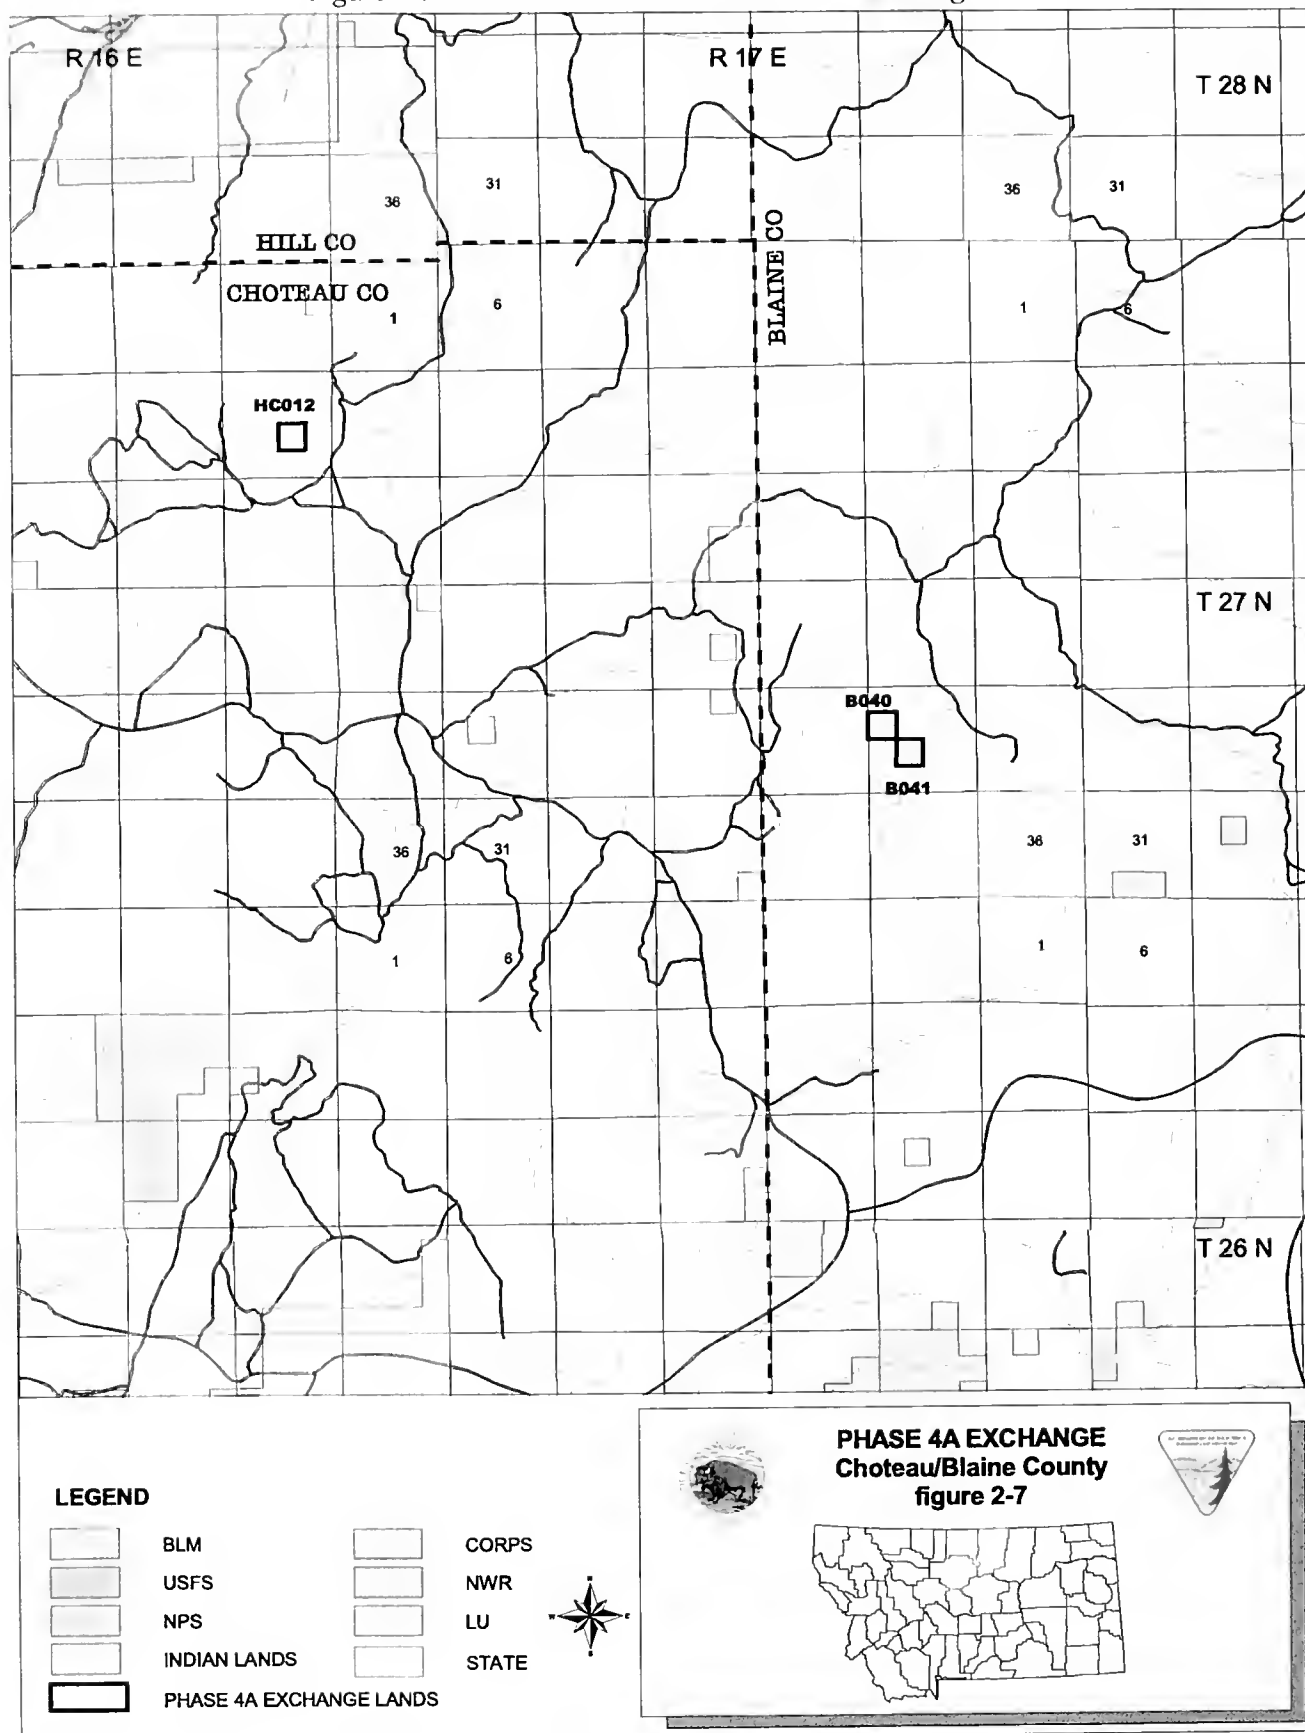 R 16 E
R 17 E
T 28 N
36
31
36
31
HILL CO
CHOTEAU CO
BLAINE CO
1
6
1
6
HC012
T 27 N
B040
B041
36
31
36
31
1
6
1
6
T 26 N
LEGEND
BLM
USFS
NPS
INDIAN LANDS
PHASE 4A EXCHANGE LANDS
CORPS
NWR
LU
STATE
N
W
E
S
PHASE 4A EXCHANGE
Choteau/Blaine County
figure 2-7